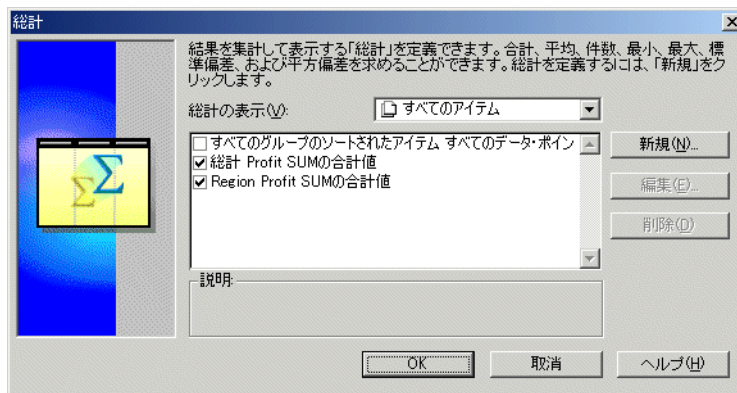 総計
結果を集計して表示する「総計」を定義できます。合計、平均、件数、最小、最大、標
準偏差、および平方偏差を求めることができます。総計を定義するには、「新規」をク
リックします。
総計の表示(V):
すべてのアイテム
すべてのグループのソートされたアイテム すべてのデータ・ポイン
総計 Profit SUMの合計値
Region Profit SUMの合計値
新規(N)...
編集(E)...
削除(D)
説明:
OK
取消
ヘルプ(H)